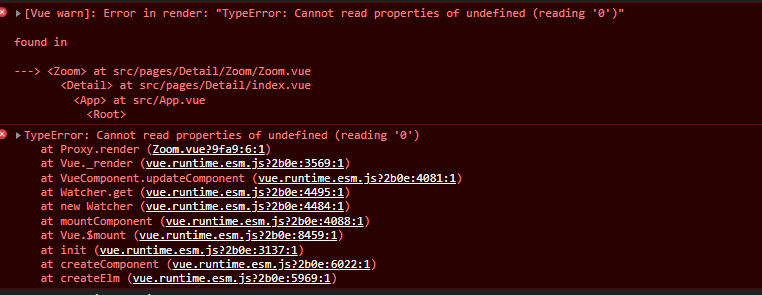 [Vue warn]: Error in render: "TypeError: Cannot read properties of undefined (reading '0')"
found in
---> <Zoom> at src/pages/Detail/Zoom/Zoom.vue
<Detail> at src/pages/Detail/index.vue
<App> at src/App.vue
<Root>
TypeError: Cannot read properties of undefined (reading '0')
at Proxy.render (Zoom.vue?9fa9:6:1)
at Vue._render (vue.runtime.esm.js?2b0e:3569:1)
at VueComponent.updateComponent (vue.runtime.esm.js?2b0e:4081:1)
at Watcher.get (vue.runtime.esm.js?2b0e:4495:1)
at new Watcher (vue.runtime.esm.js?2b0e:4484:1)
at mountComponent (vue.runtime.esm.js?2b0e:4088:1)
at Vue.$mount (vue.runtime.esm.js?2b0e:8459:1)
at init (vue.runtime.esm.js?2b0e:3137:1)
at createComponent (vue.runtime.esm.js?2b0e:6022:1)
at createElm (vue.runtime.esm.js?2b0e:5969:1)